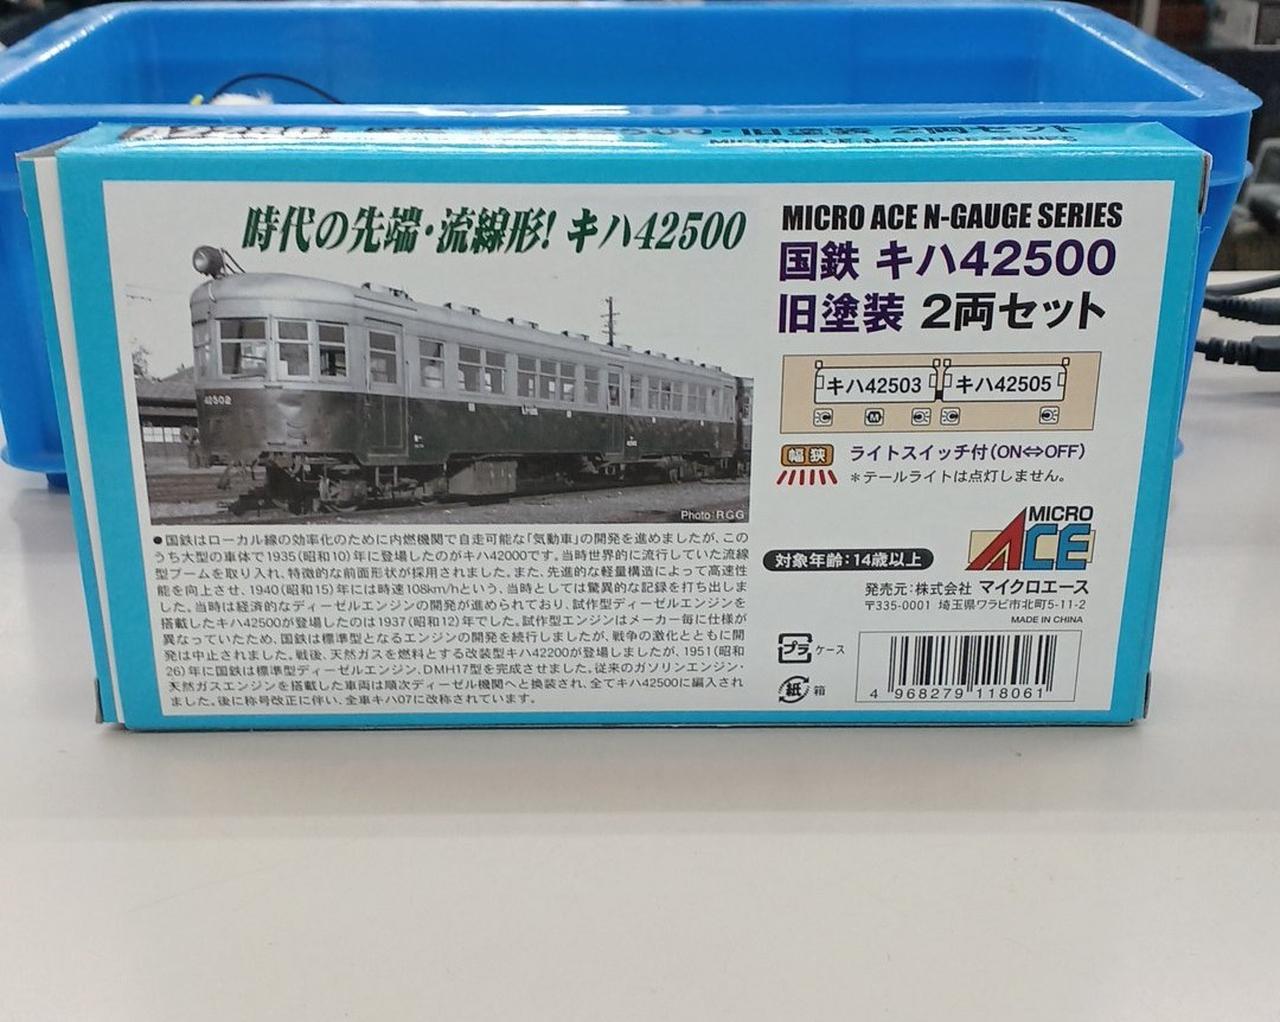 旧塗装 2両セット
MICRO ACE N-GAUGE SERIES
時代の先端・流線形! キハ42500
42502
Photo:RGG
●国鉄はローカル線の効率化のために内燃機関で自走可能な「気動車」の開発を進めましたが、この
うち大型の車体で1935(昭和10)年に登場したのがキハ42000です。当時世界的に流行していた流線
型ブームを取り入れ、特徴的な前面形状が採用されました。また、先進的な軽量構造によって高速性
能を向上させ、1940(昭和15)年には時速108km/hという、当時としては驚異的な記録を打ち出しま
した。当時は経済的なディーゼルエンジンの開発が進められており、試作型ディーゼルエンジンを
搭載したキハ42500が登場したのは1937(昭和12)年でした。試作型エンジンはメーカー毎に仕様が
異なっていたため、国鉄は標準型となるエンジンの開発を続行しましたが、戦争の激化とともに開
発は中止されました。戦後、天然ガスを燃料とする改装型キハ42200が登場しましたが、1951(昭和
26)年に国鉄は標準型ディーゼルエンジン、DMH17型を完成させました。従来のガソリンエンジン・
天然ガスエンジンを搭載した車両は順次ディーゼル機関へと換装され、全てキハ42500に編入され
ました。後に称号改正に伴い、全車キハ07に改称されています。
MICRO ACE N-GAUGE SERIES
国鉄 キハ42500
旧塗装 2両セット
キハ42503 キハ42505
M
幅狭 ライトスイッチ付(ON⇔OFF)
＊テールライトは点灯しません。
MICRO
ACE
対象年齢:14歳以上
発売元:株式会社 マイクロエース
〒335-0001 埼玉県ワラビ市北町5-11-2
MADE IN CHINA
プラ ケース
紙 箱
4 968279 118061